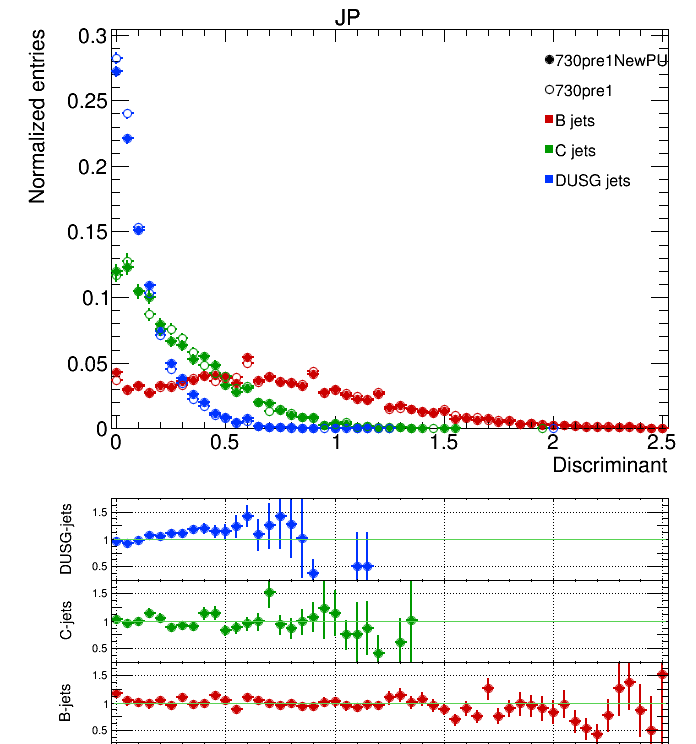 JP
Normalized entries
0.3
0.25
0.2
0.15
0.1
0.05
0
730pre1NewPU
730pre1
B jets
C jets
DUSG jets
0 0.5 1 1.5 2 2.5
Discriminant
DUSG-jets
1.5
1
0.5
C-jets
1.5
1
0.5
B-jets
1.5
1
0.5